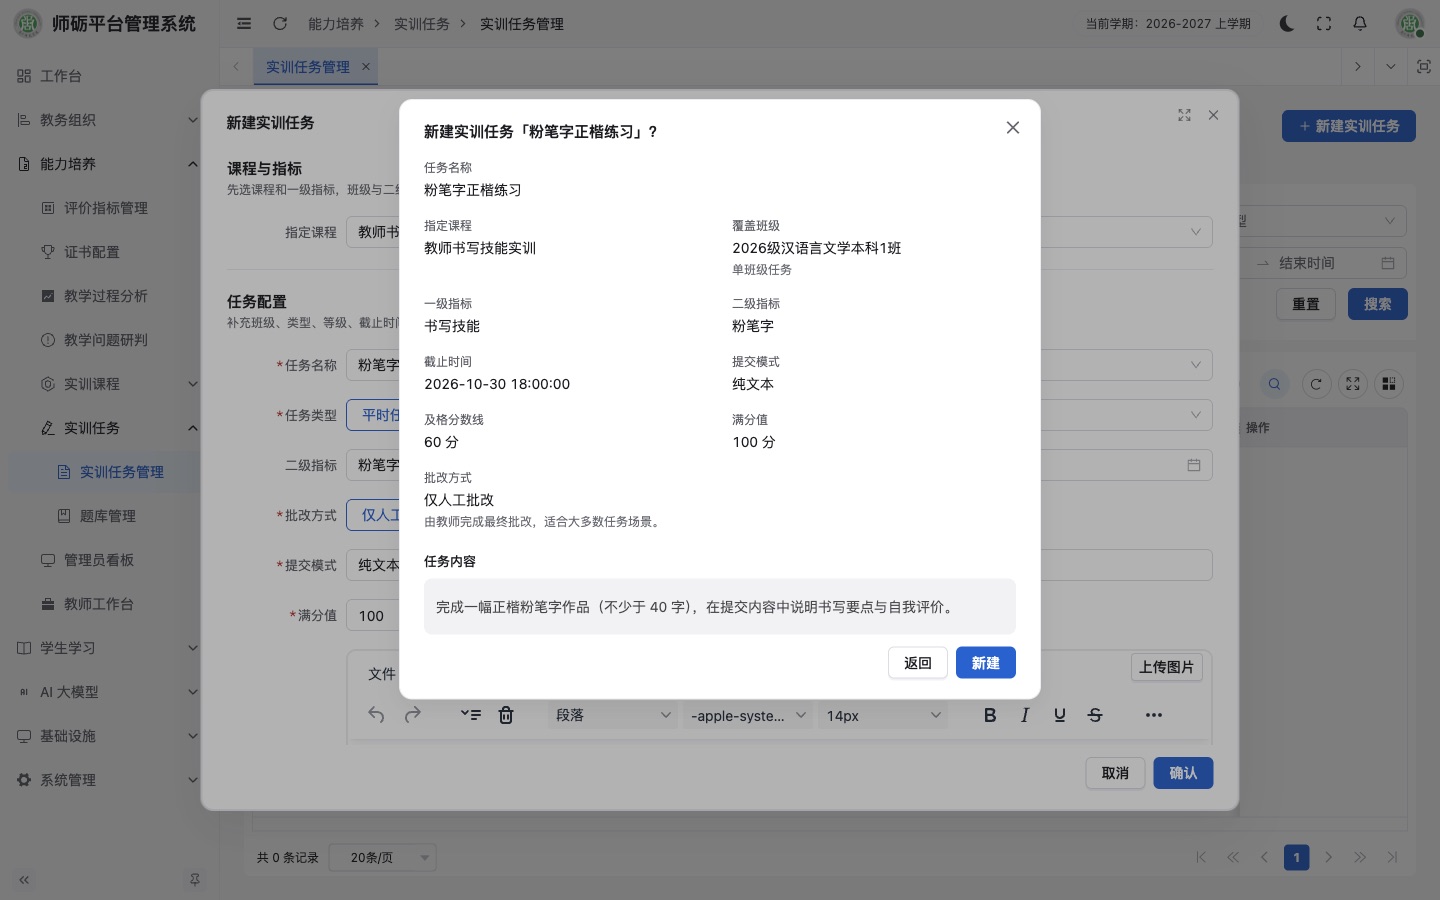 师砺平台管理系统
能力培养 > 实训任务 > 实训任务管理
当前学期：2026-2027 上学期
工作台
教务组织
能力培养
评价指标管理
证书配置
教学过程分析
教学问题研判
实训课程
实训任务
实训任务管理
题库管理
管理员看板
教师工作台
学生学习
AI AI 大模型
基础设施
系统管理
实训任务管理
+ 新建实训任务
型
结束时间
重置
搜索
操作
新建实训任务
课程与指标
先选课程和一级指标，班级与二
指定课程
教师书
任务配置
补充班级、类型、等级、截止时
*任务名称
粉笔字
*任务类型
平时任
二级指标
粉笔字
*批改方式
仅人工
*提交模式
纯文本
*满分值
100
文件
上传图片
段落
-apple-syste...
14px
B I U S ...
取消
确认
新建实训任务「粉笔字正楷练习」?
任务名称
粉笔字正楷练习
指定课程
教师书写技能实训
覆盖班级
2026级汉语言文学本科1班
单班级任务
一级指标
书写技能
二级指标
粉笔字
截止时间
2026-10-30 18:00:00
提交模式
纯文本
及格分数线
60 分
满分值
100 分
批改方式
仅人工批改
由教师完成最终批改，适合大多数任务场景。
任务内容
完成一幅正楷粉笔字作品（不少于 40 字），在提交内容中说明书写要点与自我评价。
返回
新建
共 0 条记录
20条/页
1